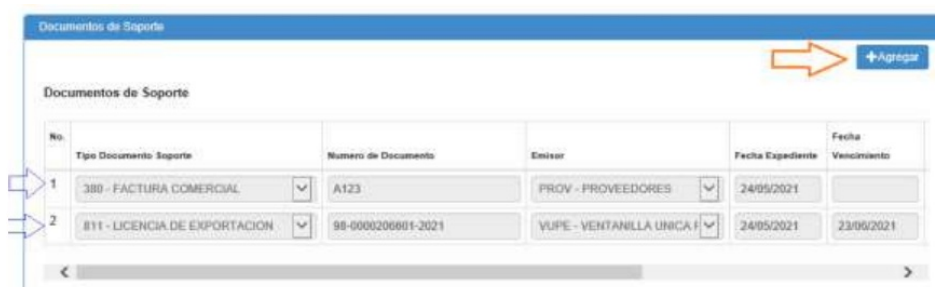 Documentos de Soporte
+Agregar
Documentos de Soporte
No. Tipo Documento Soporte Numero de Documento Emisor Fecha Expediente Fecha Vencimiento
1 380 - FACTURA COMERCIAL A123 PROV - PROVEEDORES 24/05/2021
2 811 - LICENCIA DE EXPORTACION 98-0000206601-2021 VUPE - VENTANILLA UNICA 24/05/2021 23/06/2021